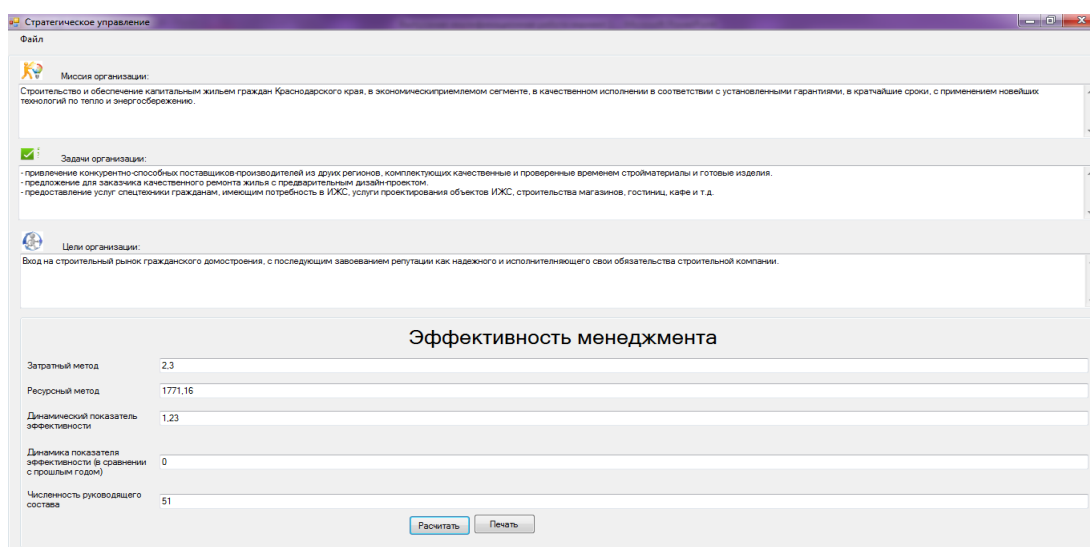 Стратегическое управление
Файл
Миссия организации:
Строительство и обеспечение капитальным жильем граждан Краснодарского края, в экономическиприемлемом сегменте, в качественном исполнении в соответствии с установленными гарантиями, в кратчайшие сроки, с применением новейших
технологий по тепло и энергосбережению.
Задачи организации:
- привлечение конкурентно-способных поставщиков-производителей из друих регионов, комплектующих качественные и проверенные временем стройматериалы и готовые изделия.
- предложение для заказчика качественного ремонта жилья с предварительным дизайн-проектом.
- предоставление услуг спецтехники гражданам, имеющим потребность в ИЖС, услуги проектирования объектов ИЖС, строительства магазинов, гостиниц, кафе и т.д.
Цели организации:
Вход на строительный рынок гражданского домостроения, с последующим завоеванием репутации как надежного и исполнителняющего свои обязательства строительной компании.
Эффективность менеджмента
Затратный метод 2,3
Ресурсный метод 1771,16
Динамический показатель
эффективности 1,23
Динамика показателя
эффективности (в сравнении 0
с прошлым годом)
Численность руководящего
состава 51
Расчитать Печать